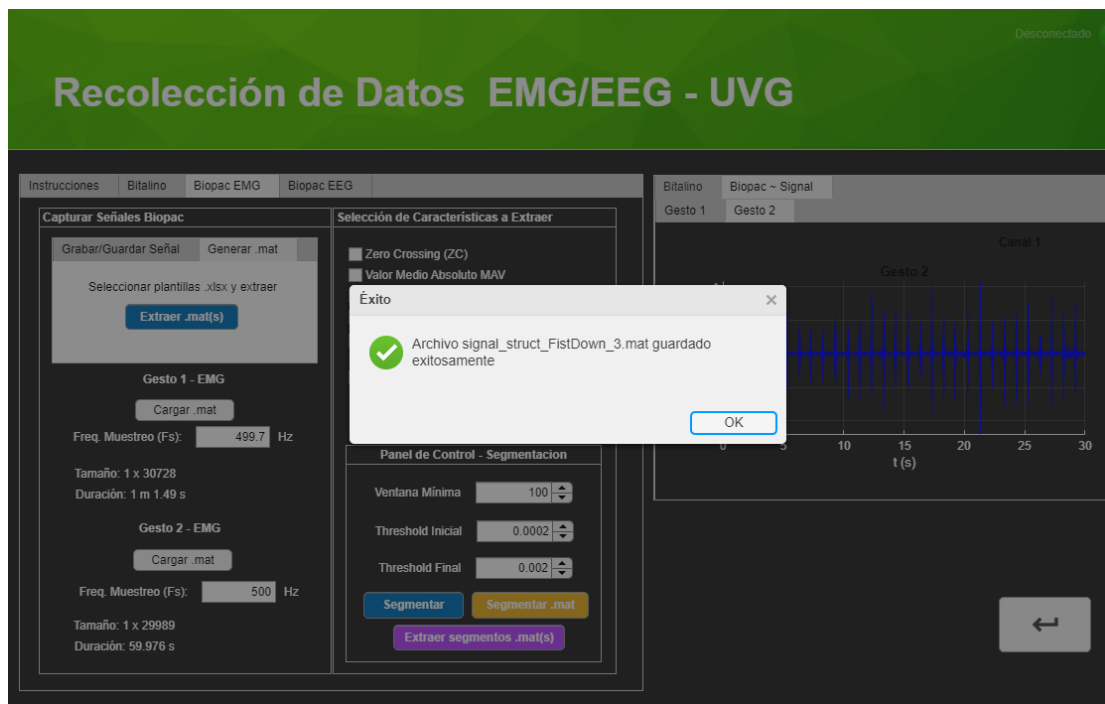 Desconectado
Recolección de Datos EMG/EEG - UVG
Instrucciones
Bitalino
Biopac EMG
Biopac EEG
Capturar Señales Biopac
Grabar/Guardar Señal
Generar .mat
Seleccionar plantillas .xlsx y extraer
Extraer .mat(s)
Gesto 1 - EMG
Cargar .mat
Freq. Muestreo (Fs):
499.7
Hz
Tamaño: 1 x 30728
Duración: 1 m 1.49 s
Gesto 2 - EMG
Cargar .mat
Freq. Muestreo (Fs):
500
Hz
Tamaño: 1 x 29989
Duración: 59.976 s
Selección de Características a Extraer
Zero Crossing (ZC)
Valor Medio Absoluto MAV
Éxito
Archivo signal_struct_FistDown_3.mat guardado
exitosamente
OK
Panel de Control - Segmentacion
Ventana Mínima
100
Threshold Inicial
0.0002
Threshold Final
0.002
Segmentar
Segmentar .mat
Extraer segmentos .mat(s)
Bitalino
Biopac ~ Signal
Gesto 1
Gesto 2
Canal 1
Gesto 2
0 5 10 15 20 25 30
t (s)